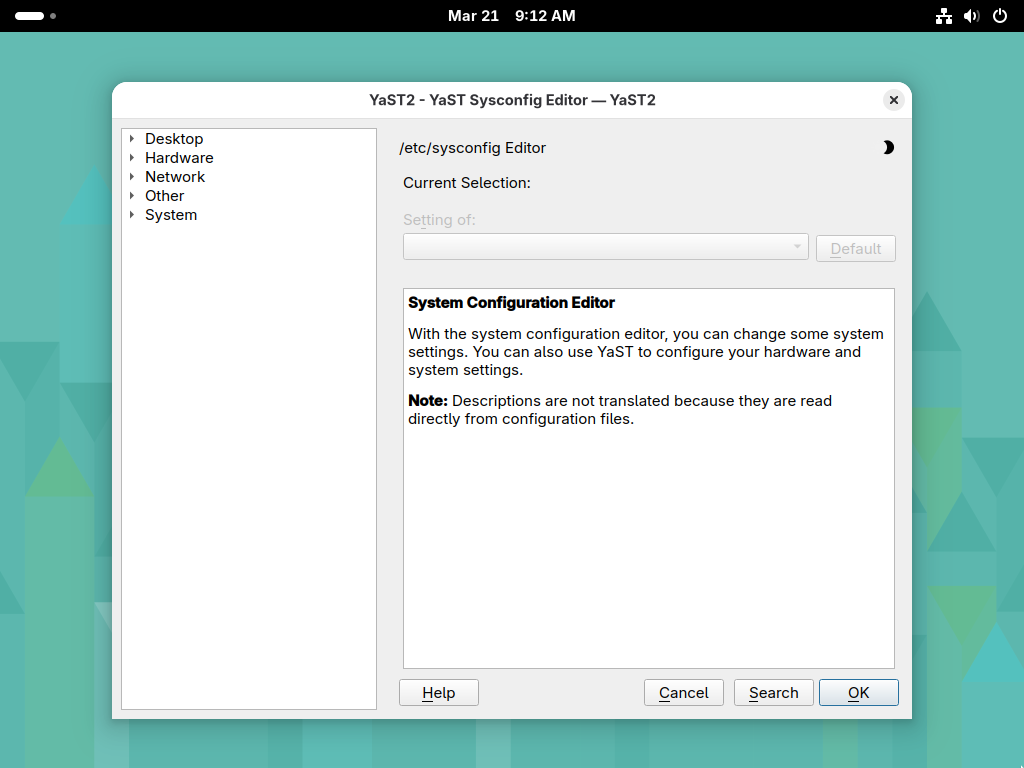 Mar 21 9:12 AM
YaST2 - YaST Sysconfig Editor — YaST2
Desktop
Hardware
Network
Other
System
/etc/sysconfig Editor
Current Selection:
Setting of:
Default
System Configuration Editor
With the system configuration editor, you can change some system
settings. You can also use YaST to configure your hardware and
system settings.
Note: Descriptions are not translated because they are read
directly from configuration files.
Help
Cancel
Search
OK